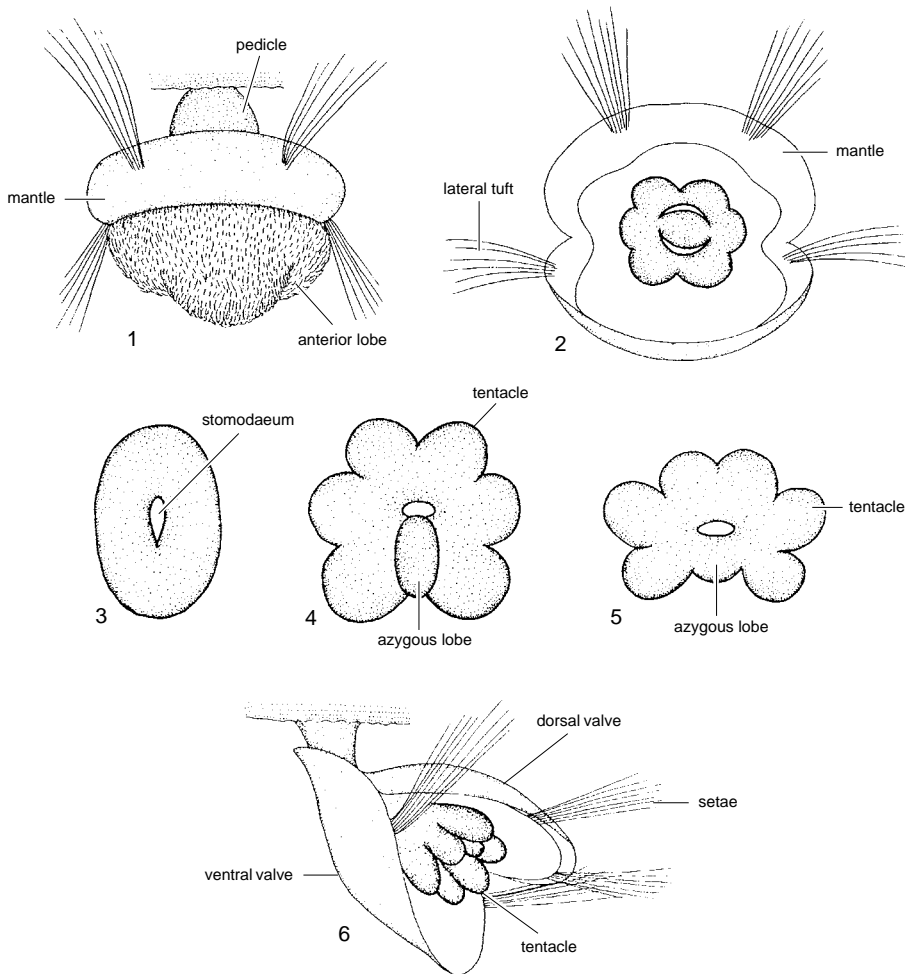 pedicle
mantle
anterior lobe
1
mantle
lateral tuft
2
stomodaeum
3
tentacle
azygous lobe
4
tentacle
azygous lobe
5
dorsal valve
setae
ventral valve
tentacle
6